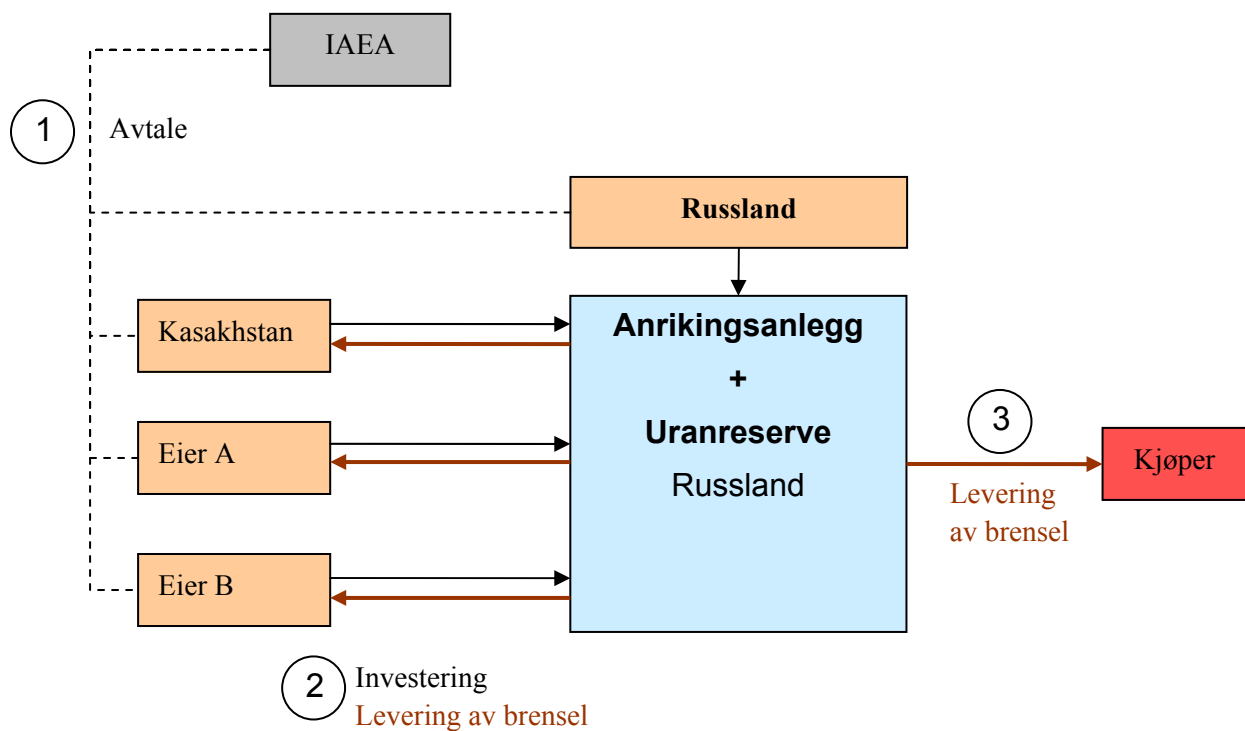 IAEA
1
Avtale
Russland
Kasakhstan
Anrikingsanlegg
+
Uranreserve
Russland
Eier A
3
Kjøper
Levering
av brensel
Eier B
2
Investering
Levering av brensel